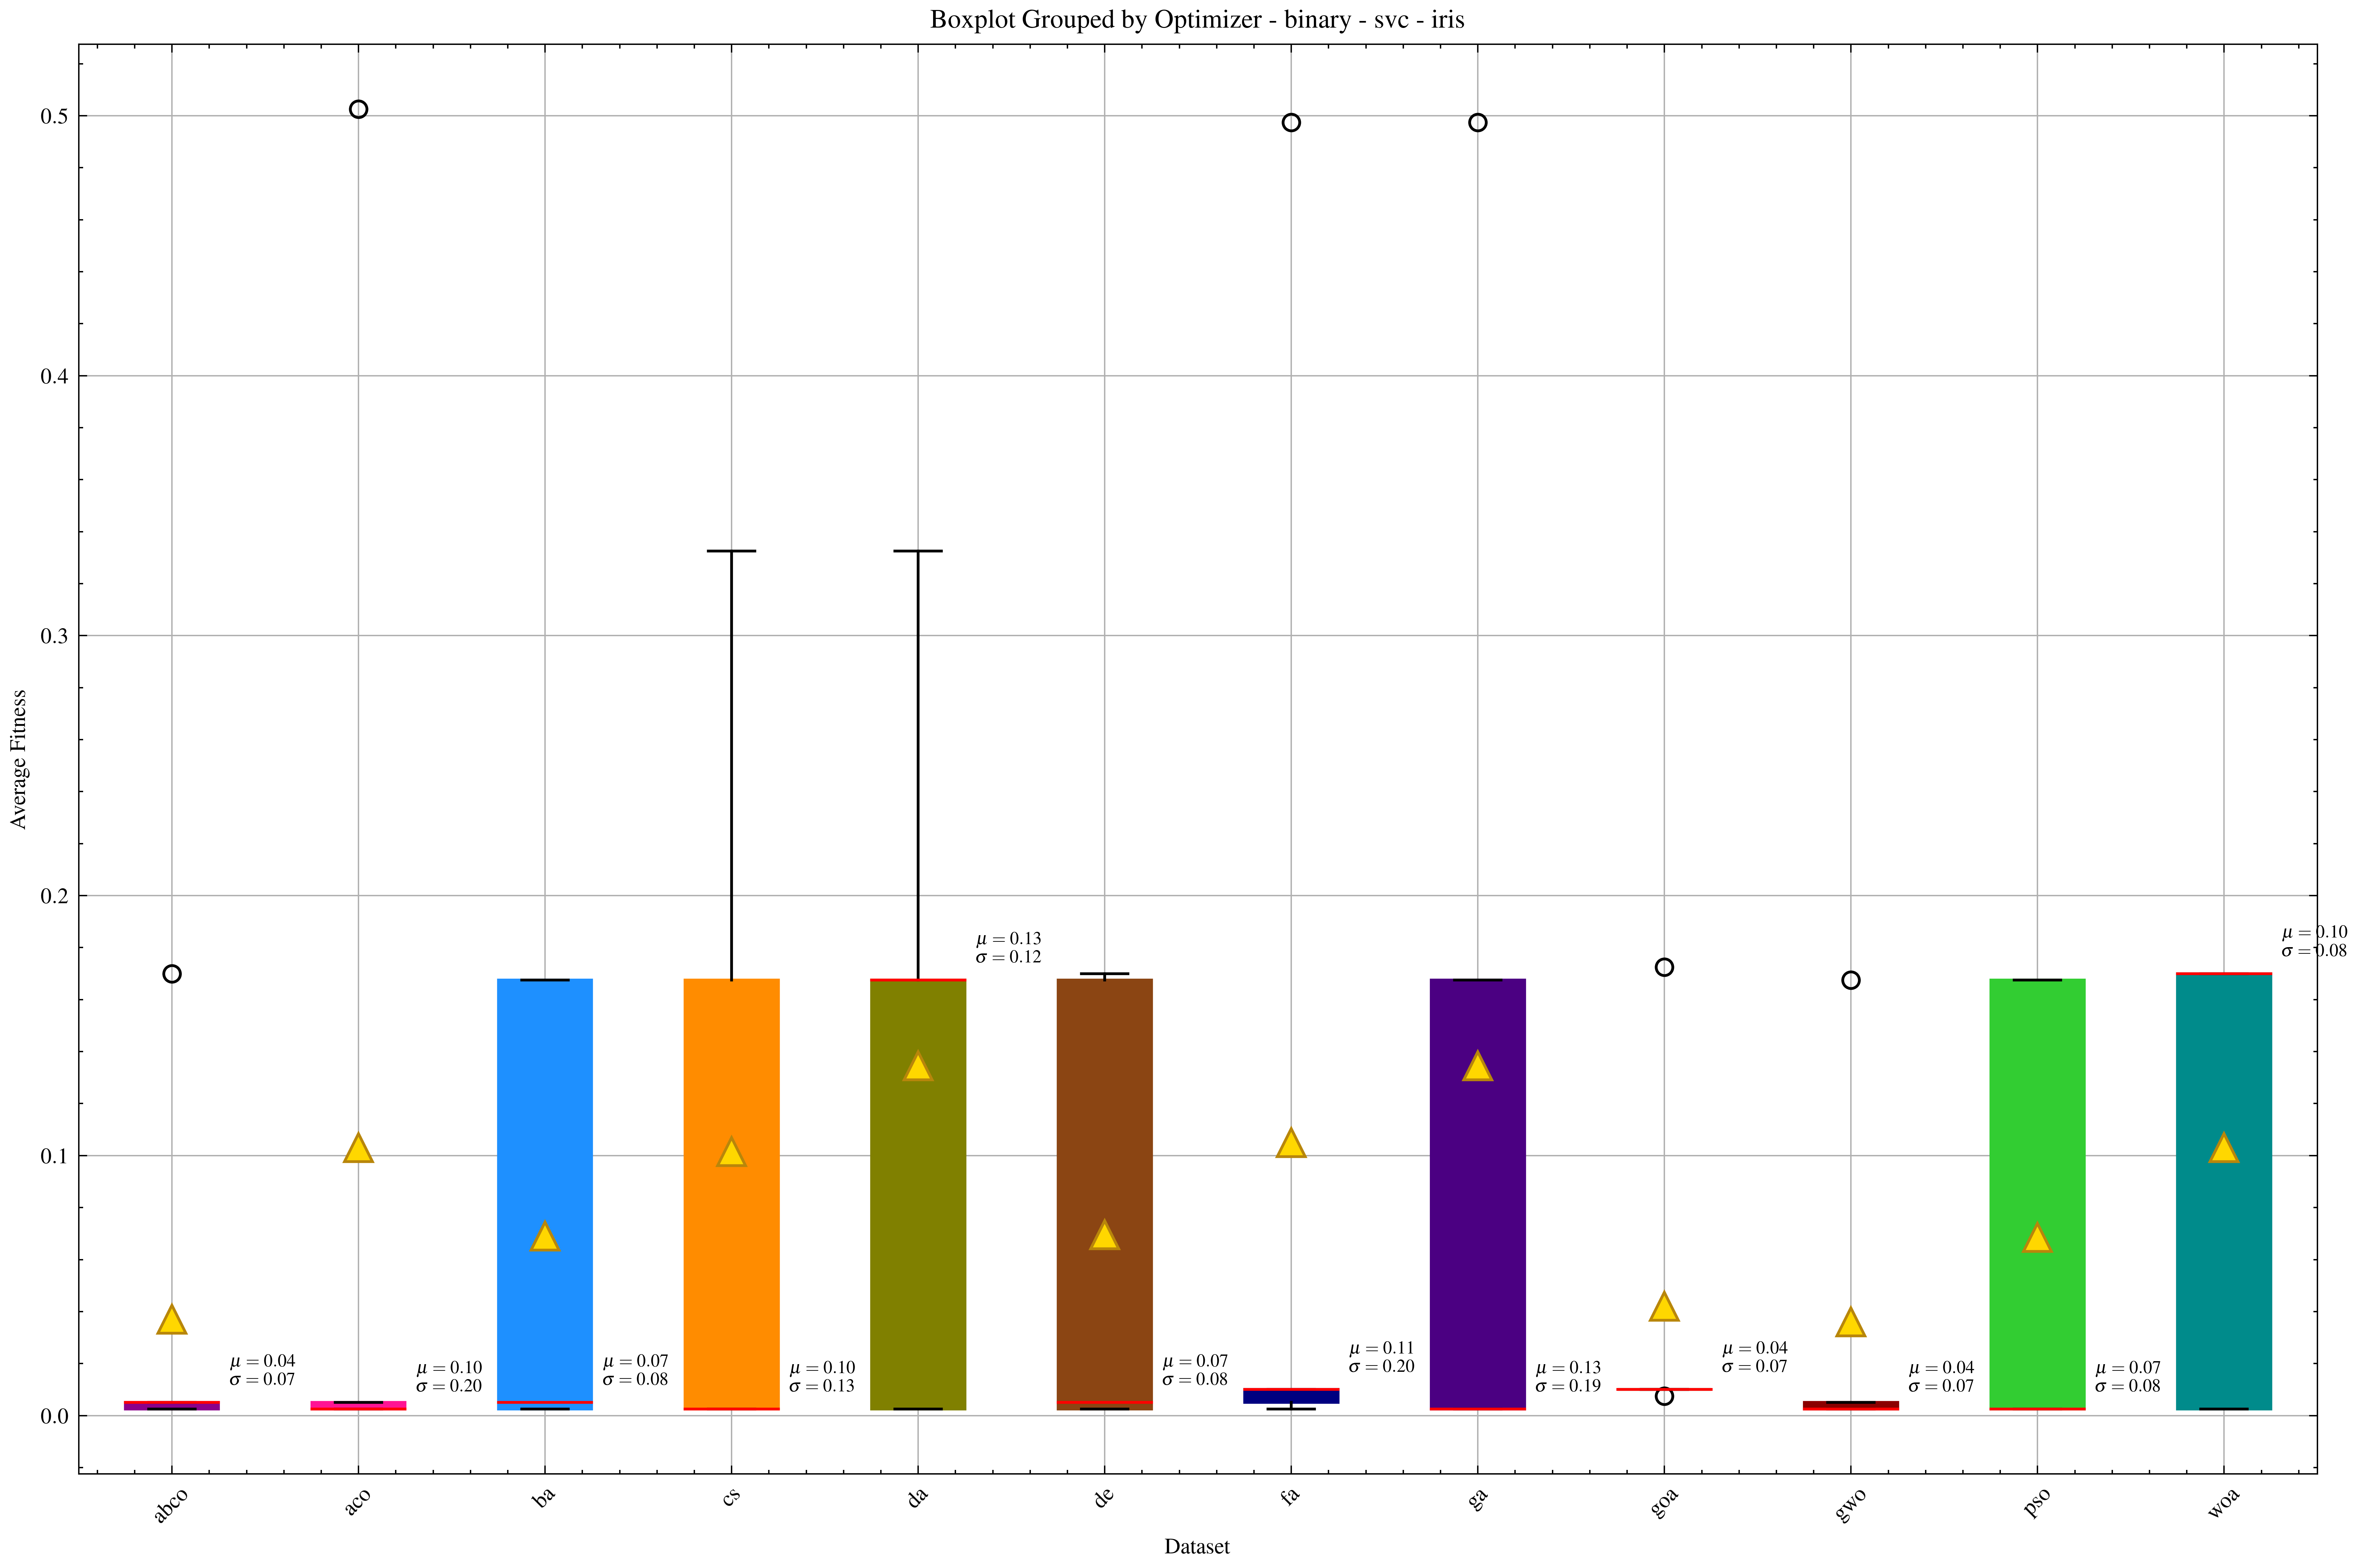 Boxplot Grouped by Optimizer - binary - svc - iris
Average Fitness
0.5
0.4
0.3
0.2
0.1
0.0
μ = 0.04
σ = 0.07
μ = 0.10
σ = 0.20
μ = 0.07
σ = 0.08
μ = 0.10
σ = 0.13
μ = 0.13
σ = 0.12
μ = 0.07
σ = 0.08
μ = 0.11
σ = 0.20
μ = 0.13
σ = 0.19
μ = 0.04
σ = 0.07
μ = 0.04
σ = 0.07
μ = 0.07
σ = 0.08
μ = 0.10
σ = 0.08
abco
aco
ba
cs
da
de
fa
ga
goa
gwo
pso
woa
Dataset